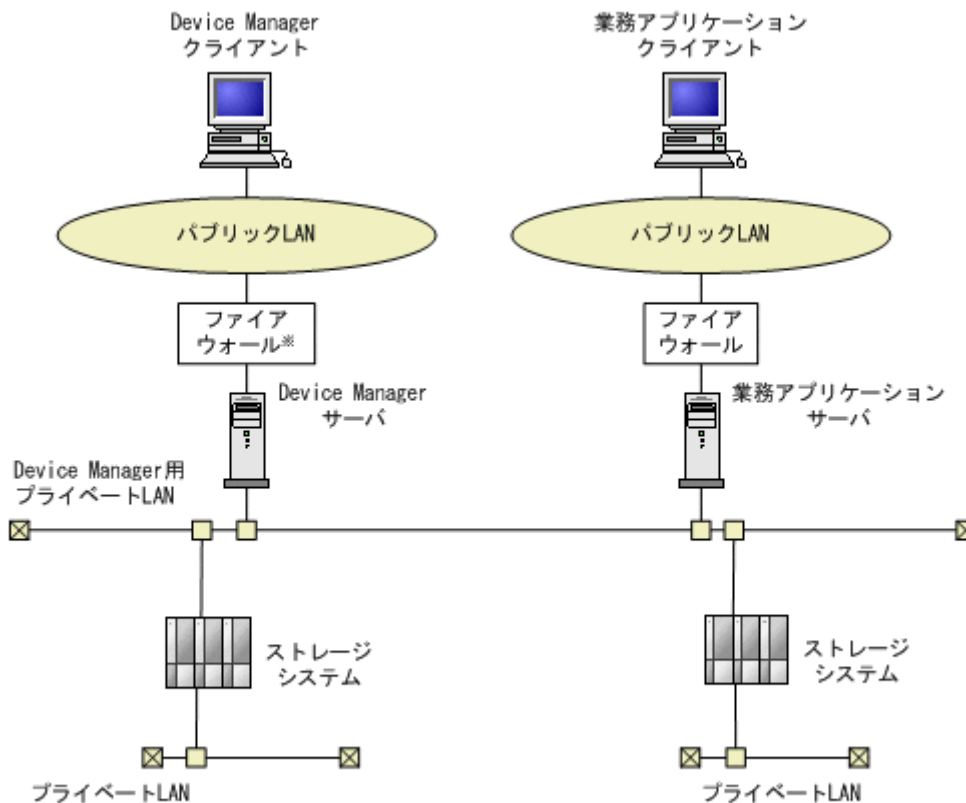 Device Manager
クライアント
業務アプリケーション
クライアント
パブリックLAN
パブリックLAN
ファイア
ウォール※
ファイア
ウォール
Device Manager
サーバ
業務アプリケーション
サーバ
Device Manager用
プライベートLAN
ストレージ
システム
ストレージ
システム
プライベートLAN
プライベートLAN